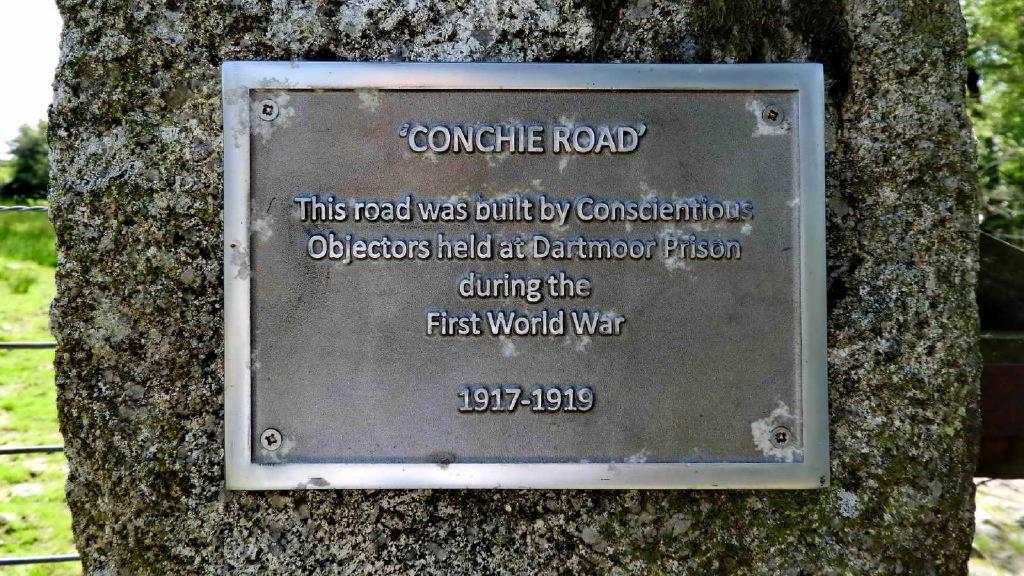 ‘CONCHIE ROAD’
This road was built by Conscientious
Objectors held at Dartmoor Prison
during the
First World War
1917-1919